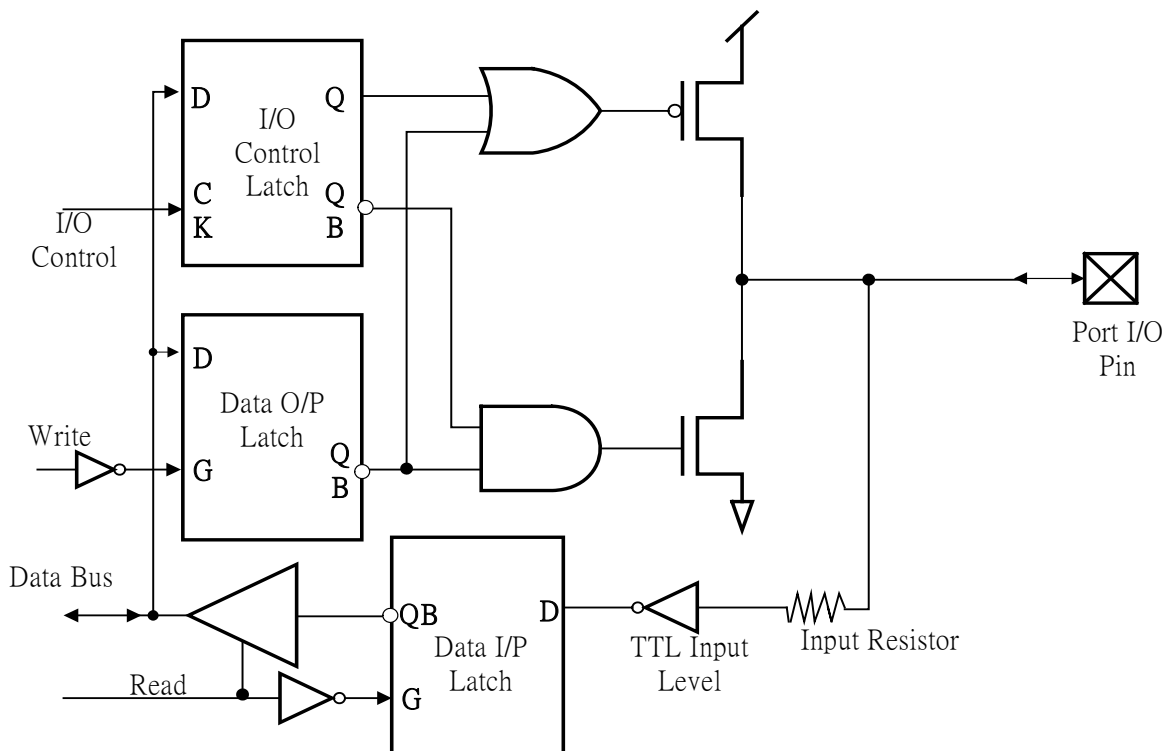 D
Q
I/O
Control
Latch
C
K
Q
B
I/O
Control
D
Data O/P
Latch
Write
G
Q
B
Port I/O
Pin
Data Bus
QB
D
Data I/P
Latch
TTL Input
Level
Input Resistor
Read
G